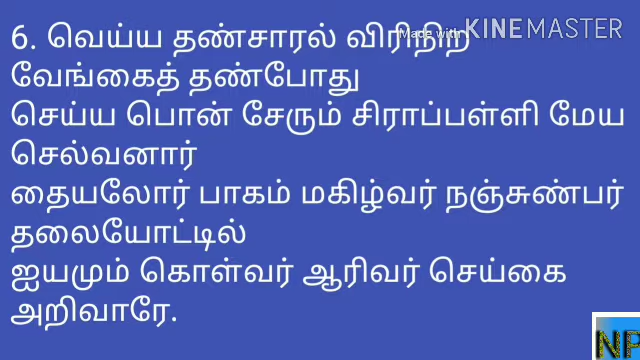 6. வெய்ய தண்சாரல் விரிநிற
Made with KINEMASTER
வேங்கைத் தண்போது
செய்ய பொன் சேரும் சிராப்பள்ளி மேய
செல்வனார்
தையலோர் பாகம் மகிழ்வர் நஞ்சுண்பர்
தலையோட்டில்
ஐயமும் கொள்வர் ஆரிவர் செய்கை
அறிவாரே.
NP